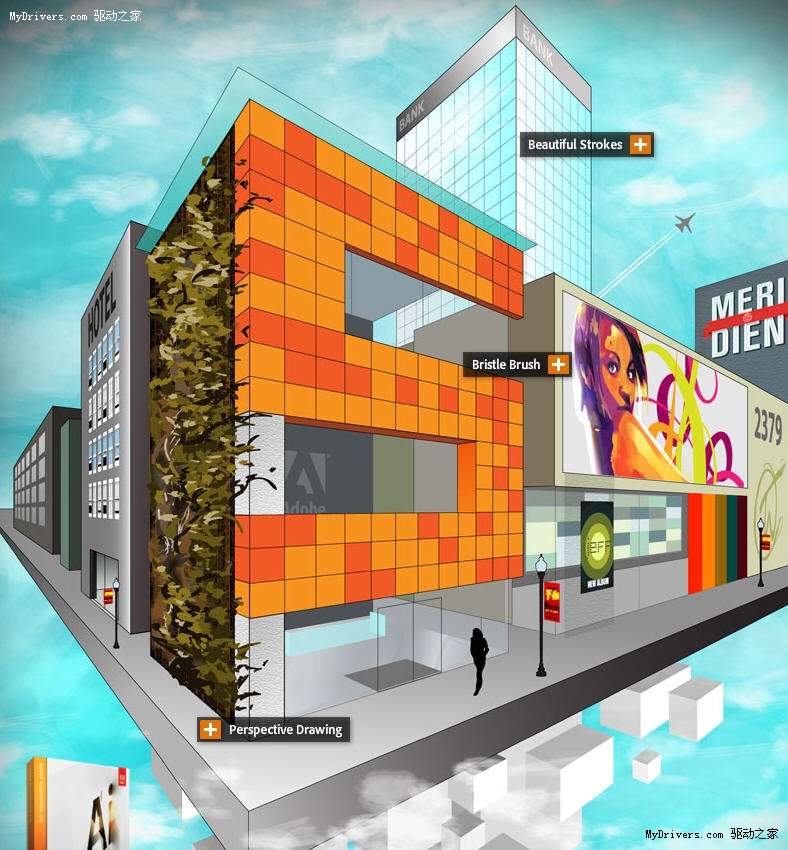 MyDrivers.com 驱动之家
BANK
BANK
Beautiful Strokes
HOTEL
MERI
DIEN
Bristle Brush
2379
Adobe
JEFF
NEW ALBUM
Perspective Drawing
Ai
MyDrivers.com 驱动之家